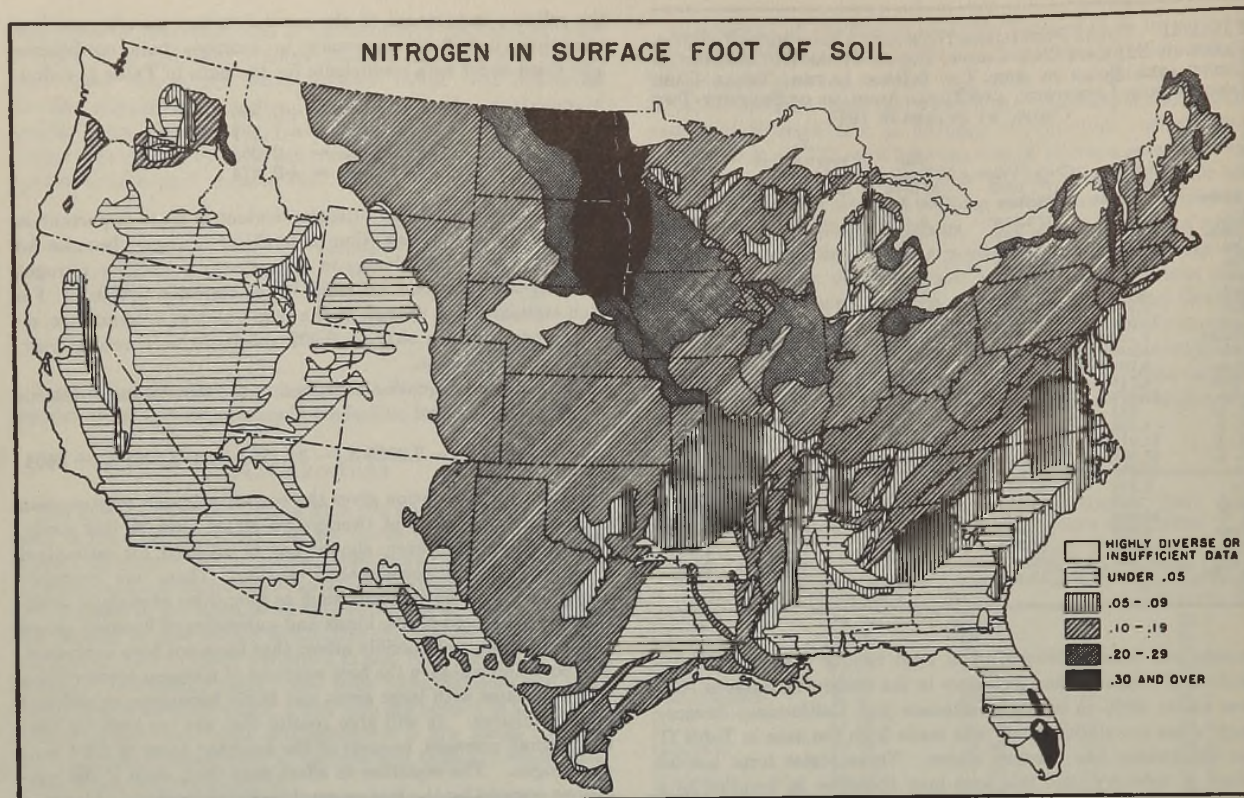 NITROGEN IN SURFACE FOOT OF SOIL
HIGHLY DIVERSE OR
INSUFFICIENT DATA
UNDER .05
.05 - .09
.10 - .19
.20 - .29
.30 AND OVER